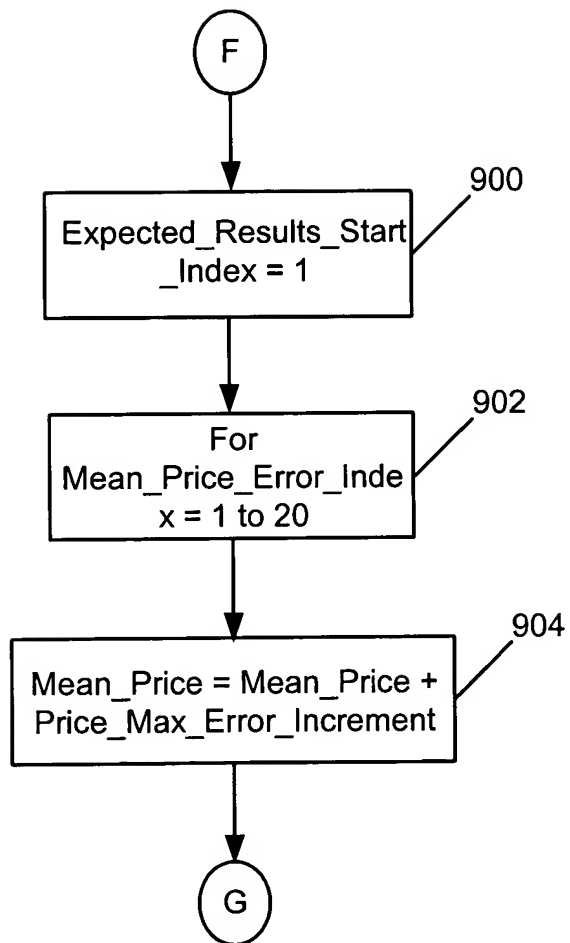 F
900
Expected_Results_Start
_Index = 1
902
For
Mean_Price_Error_Inde
x = 1 to 20
904
Mean_Price = Mean_Price +
Price_Max_Error_Increment
G